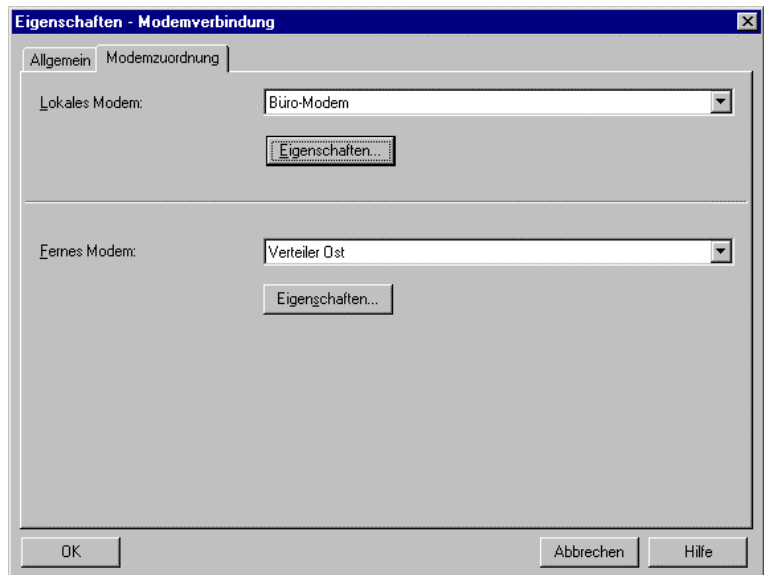 Eigenschaften - Modemverbindung
Allgemein Modemzuordnung
Lokales Modem: Büro-Modem
Eigenschaften...
Fernes Modem: Verteiler Ost
Eigenschaften...
OK Abbrechen Hilfe